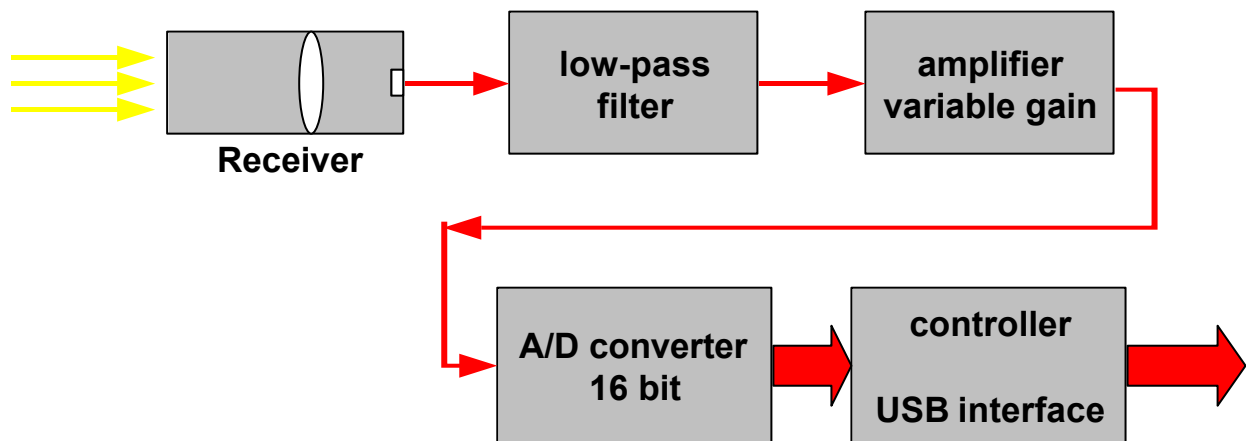 low-pass
filter
amplifier
variable gain
Receiver
A/D converter
16 bit
controller
USB interface